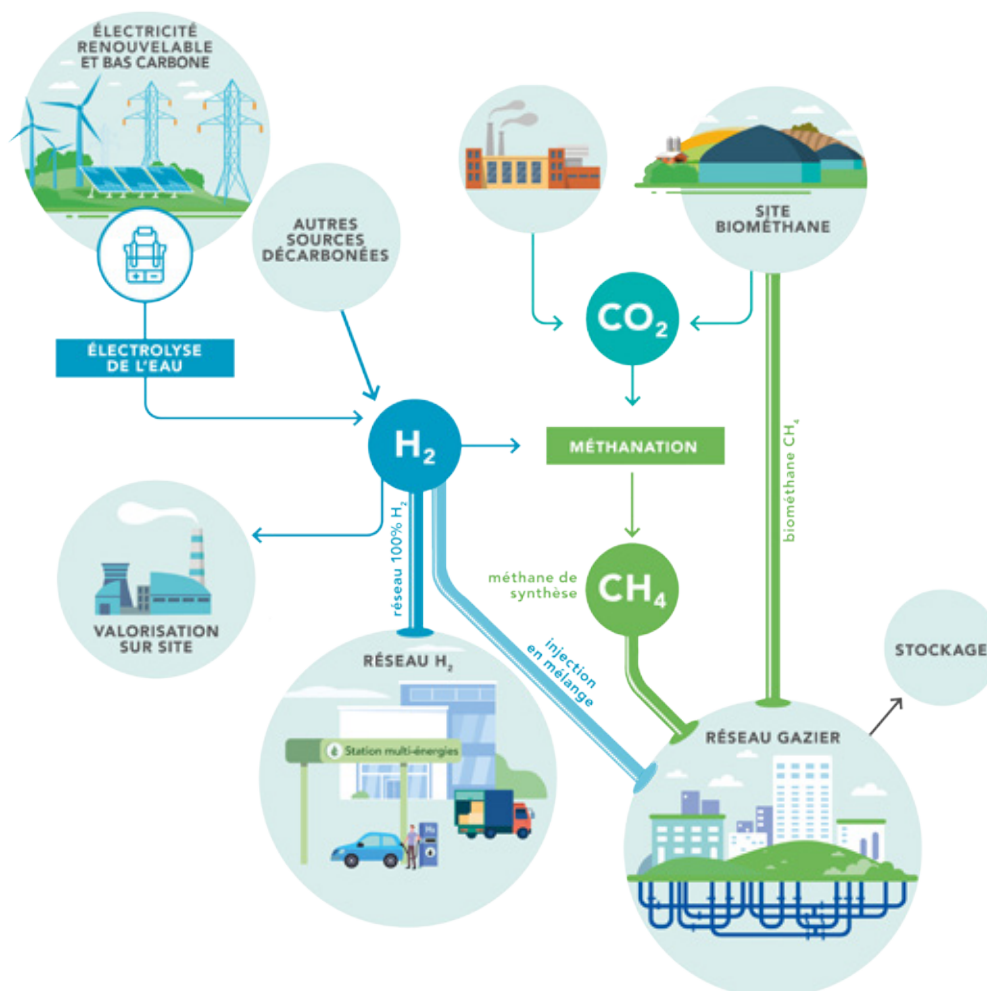 ÉLECTRICITÉ
RENOUVELABLE
ET BAS CARBONE
AUTRES
SOURCES
DÉCARBONÉES
SITE
BIOMÉTHANE
+ −
CO₂
ÉLECTROLYSE
DE L'EAU
H₂
MÉTHANATION
biométhane CH₄
réseau 100% H₂
méthane de
synthèse
CH₄
VALORISATION
SUR SITE
injection
en mélange
STOCKAGE
RÉSEAU H₂
Station multi-énergies
H₂
RÉSEAU GAZIER